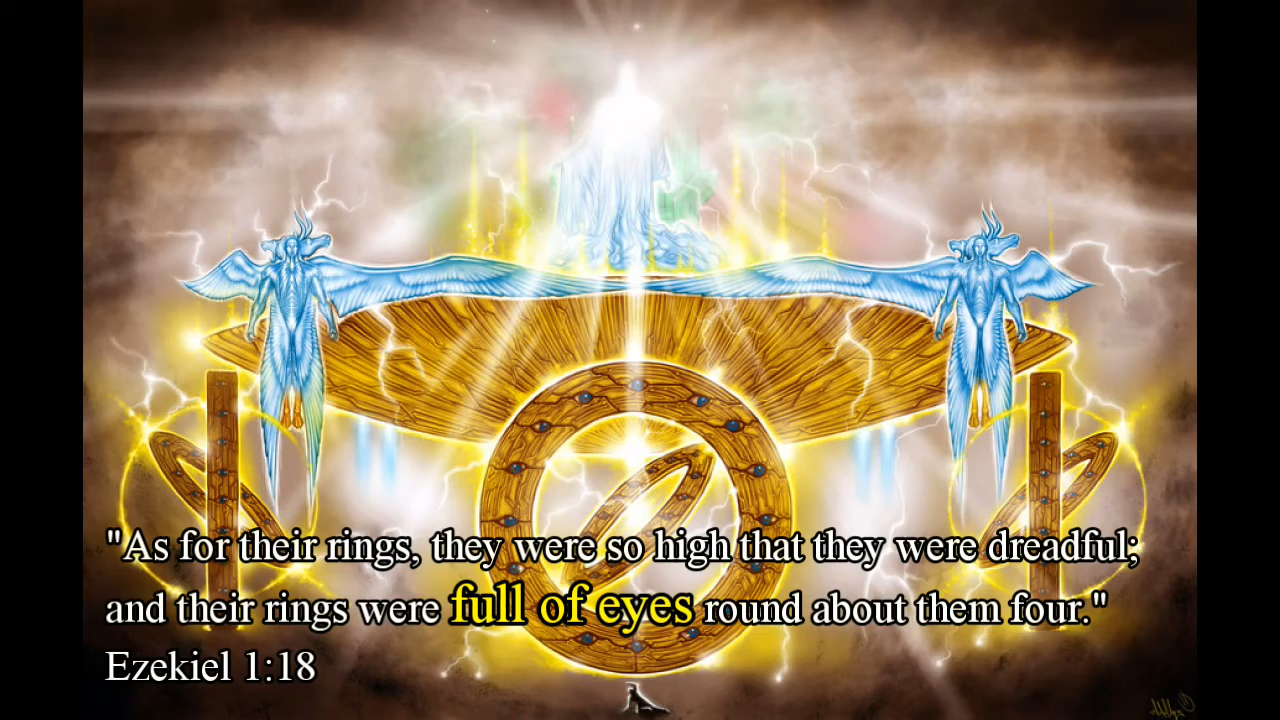 "As for their rings, they were so high that they were dreadful;
and their rings were full of eyes round about them four."
Ezekiel 1:18